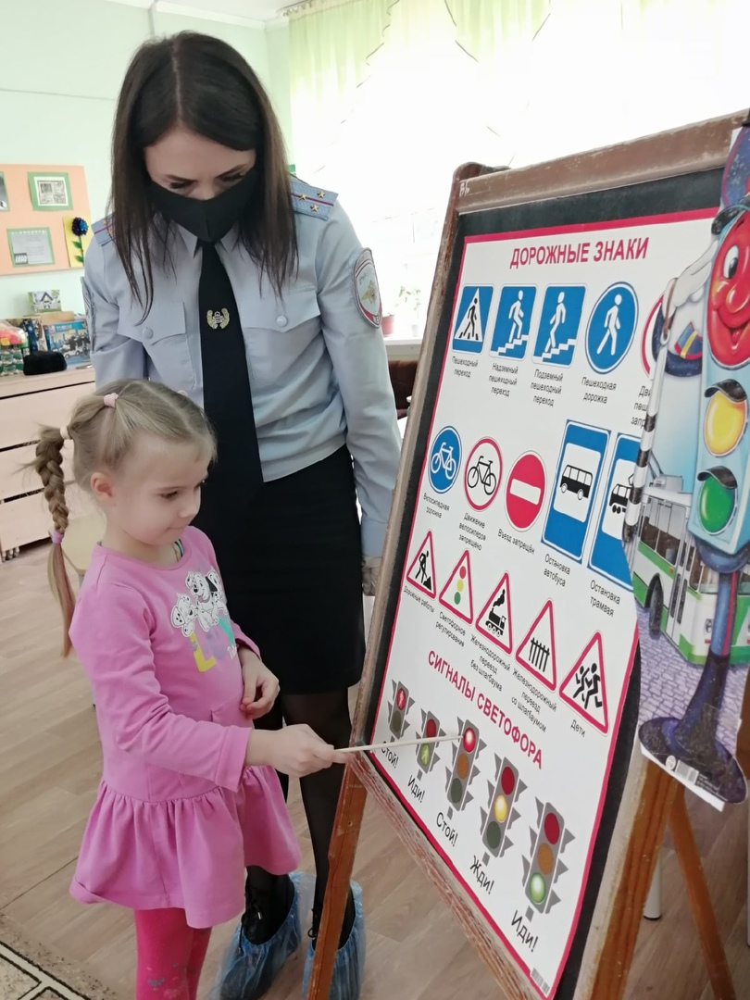 ДОРОЖНЫЕ ЗНАКИ
Пешеходный
переход
Надземный
пешеходный
переход
Подземный
пешеходный
переход
Пешеходная
дорожка
Велосипедная
дорожка
Движение
велосипедов
запрещено
Въезд запрещён
Остановка
автобуса
Остановка
трамвая
Дорожные работы
Светофорное
регулирование
Железнодорожный
переезд
без шлагбаума
Железнодорожный
переезд
со шлагбаумом
Дети
СИГНАЛЫ СВЕТОФОРА
Стой!
Иди!
Стой!
Жди!
Иди!